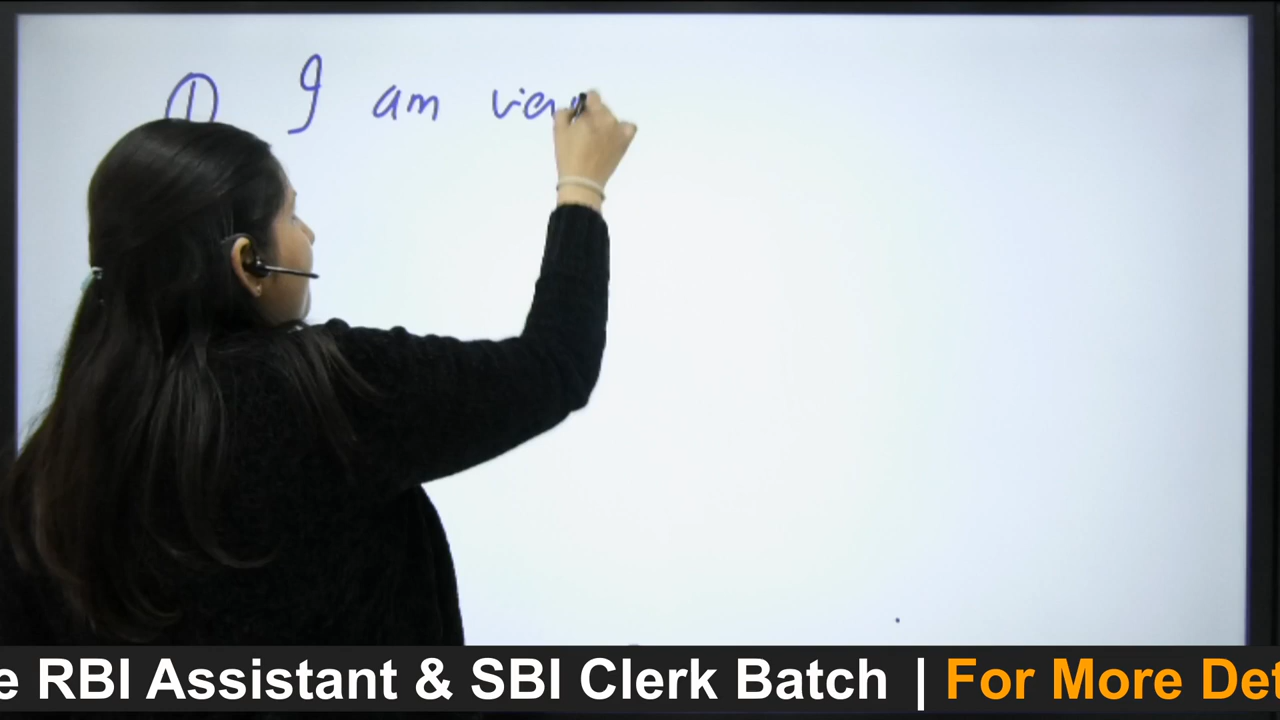 ① I am
e RBI Assistant & SBI Clerk Batch | For More Det